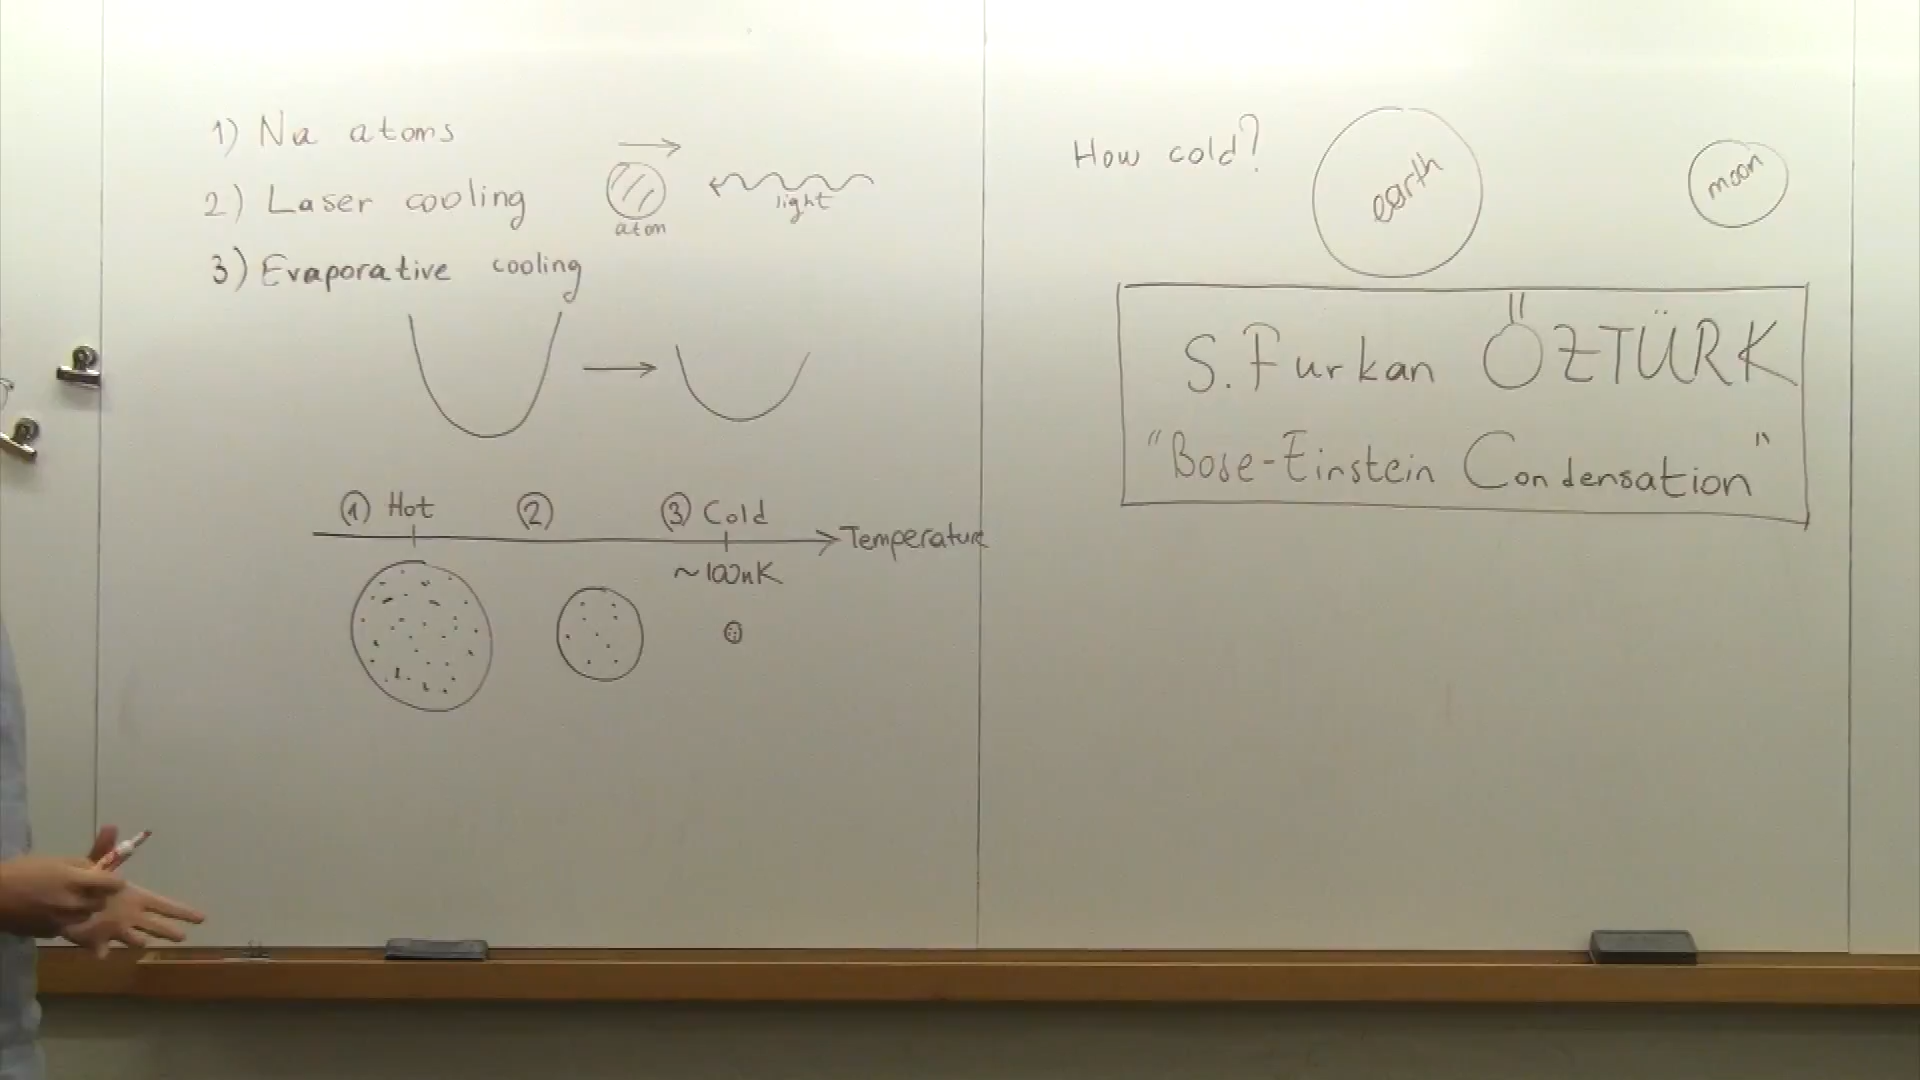 1) Na atoms
2) Laser cooling
atom
light
3) Evaporative cooling
① Hot ② ③ Cold
Temperature
~100nK
How cold?
earth
moon
S. Furkan ÖZTÜRK
"Bose-Einstein Condensation"